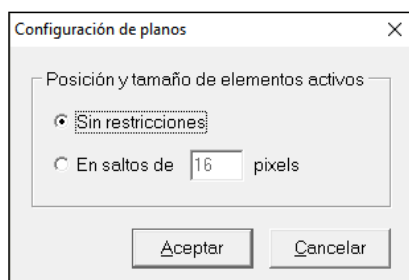 Configuración de planos
Posición y tamaño de elementos activos
Sin restricciones
En saltos de 16 pixels
Aceptar Cancelar